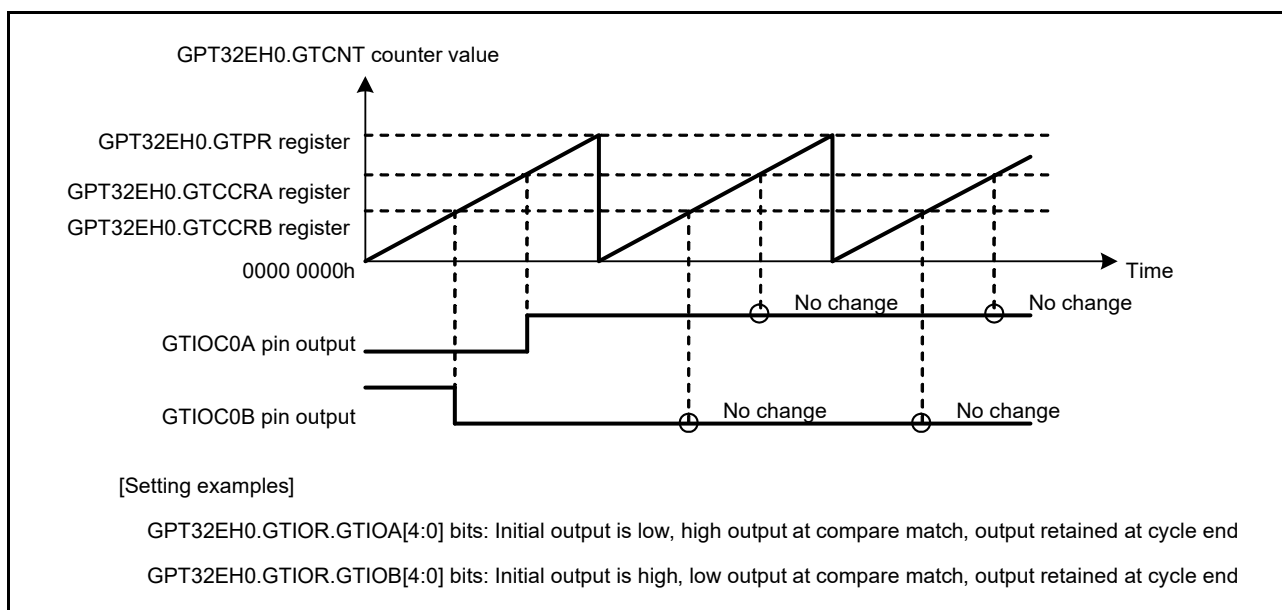 GPT32EH0.GTCNT counter value
GPT32EH0.GTPR register
GPT32EH0.GTCCRA register
GPT32EH0.GTCCRB register
0000 0000h
Time
No change
No change
GTIOC0A pin output
No change
No change
GTIOC0B pin output
[Setting examples]
GPT32EH0.GTIOR.GTIOA[4:0] bits: Initial output is low, high output at compare match, output retained at cycle end
GPT32EH0.GTIOR.GTIOB[4:0] bits: Initial output is high, low output at compare match, output retained at cycle end